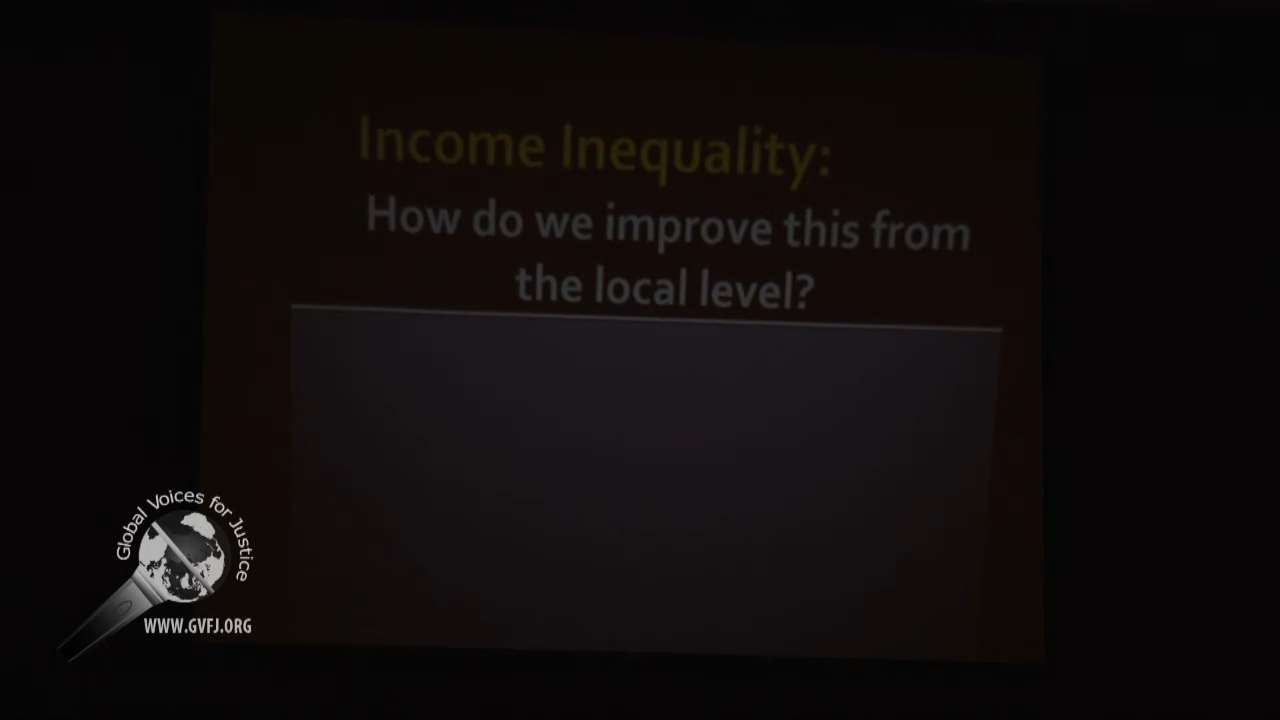 Income Inequality:
How do we improve this from
the local level?
Global Voices for Justice
WWW.GVFJ.ORG